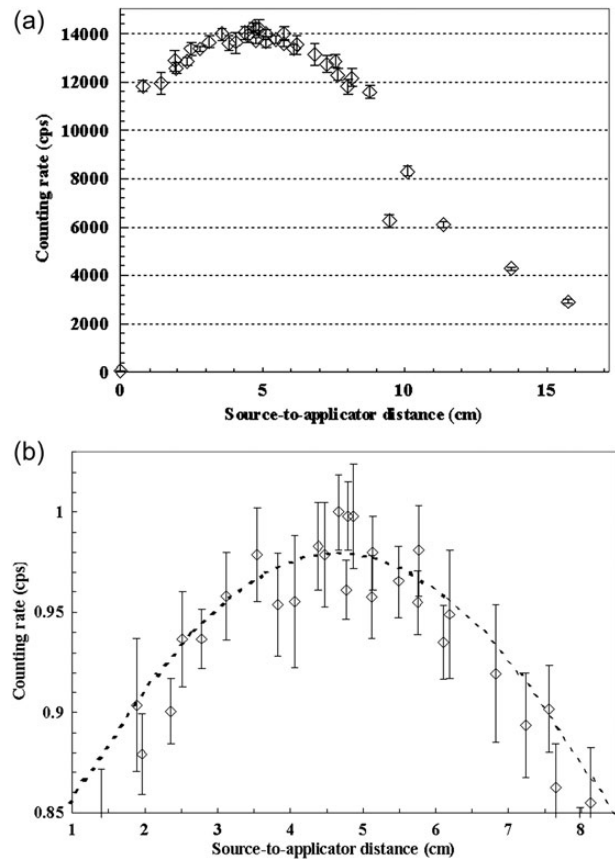 (a)
14000
12000
10000
8000
6000
4000
2000
0
Counting rate (cps)
0 5 10 15
Source-to-applicator distance (cm)
(b)
1
0.95
0.9
0.85
Counting rate (cps)
1 2 3 4 5 6 7 8
Source-to-applicator distance (cm)